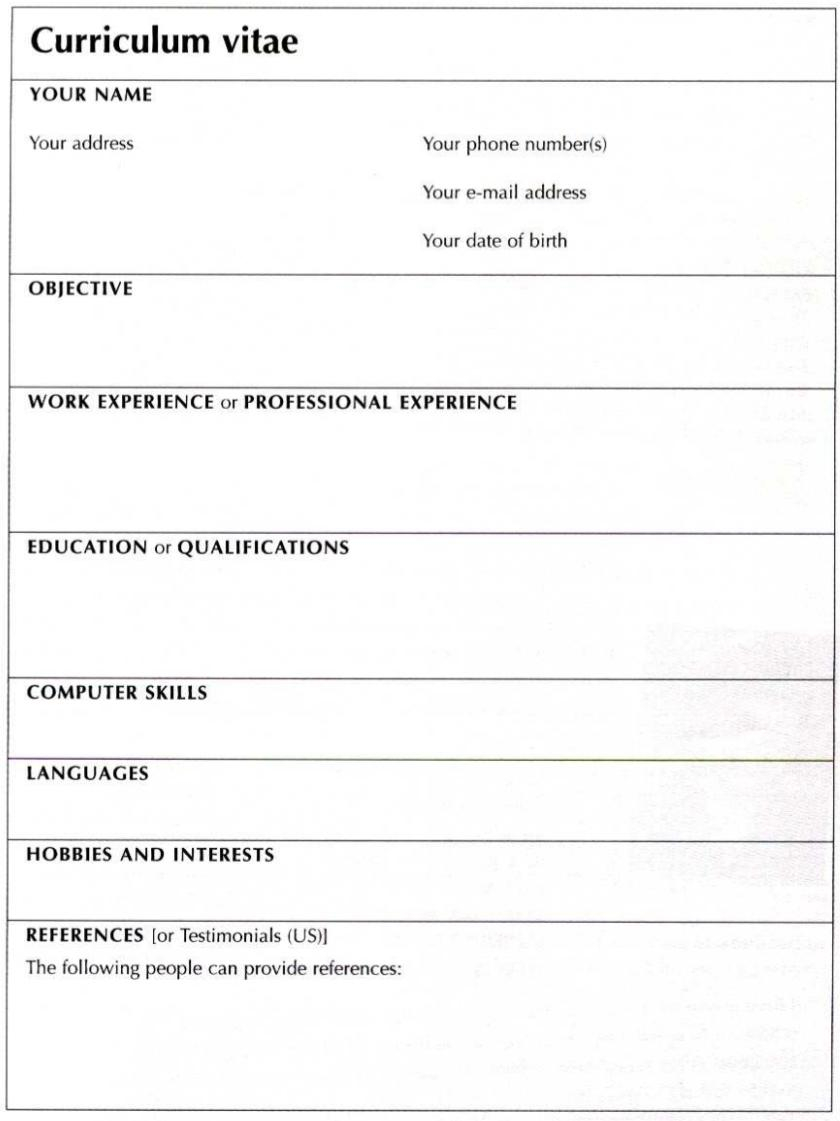 Curriculum vitae
YOUR NAME
Your address
Your phone number(s)
Your e-mail address
Your date of birth
OBJECTIVE
WORK EXPERIENCE or PROFESSIONAL EXPERIENCE
EDUCATION or QUALIFICATIONS
COMPUTER SKILLS
LANGUAGES
HOBBIES AND INTERESTS
REFERENCES [or Testimonials (US)]
The following people can provide references: